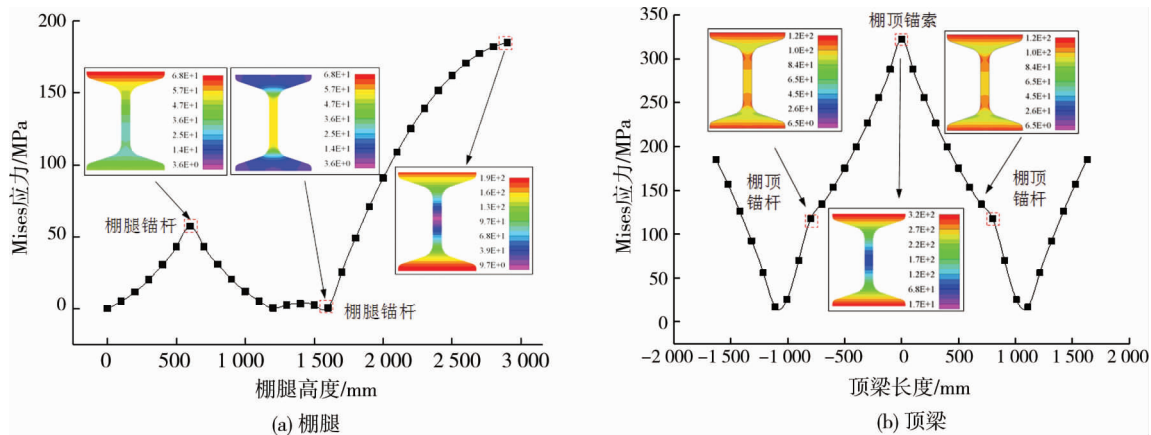 200
150
100
50
0
Mises应力/MPa
0
500
1 000
1 500
2 000
2 500
3 000
棚腿高度/mm
(a) 棚腿
6.8E+1
5.7E+1
4.7E+1
3.6E+1
2.5E+1
1.4E+1
3.6E+0
6.8E+1
5.7E+1
4.7E+1
3.6E+1
2.5E+1
1.4E+1
3.6E+0
1.9E+2
1.6E+2
1.3E+2
9.7E+1
6.8E+1
3.9E+1
9.7E+0
棚腿锚杆
棚腿锚杆
350
300
250
200
150
100
50
0
Mises应力/MPa
-2 000
-1 500
-1 000
-500
0
500
1 000
1 500
2 000
顶梁长度/mm
(b) 顶梁
棚顶锚索
1.2E+2
1.0E+2
8.4E+1
6.4E+1
4.5E+1
2.6E+1
6.5E+0
1.2E+2
1.0E+2
8.4E+1
6.4E+1
4.5E+1
2.6E+1
6.5E+0
棚顶
锚杆
棚顶
锚杆
3.2E+2
2.7E+2
1.7E+2
1.2E+2
6.8E+1
1.7E+1